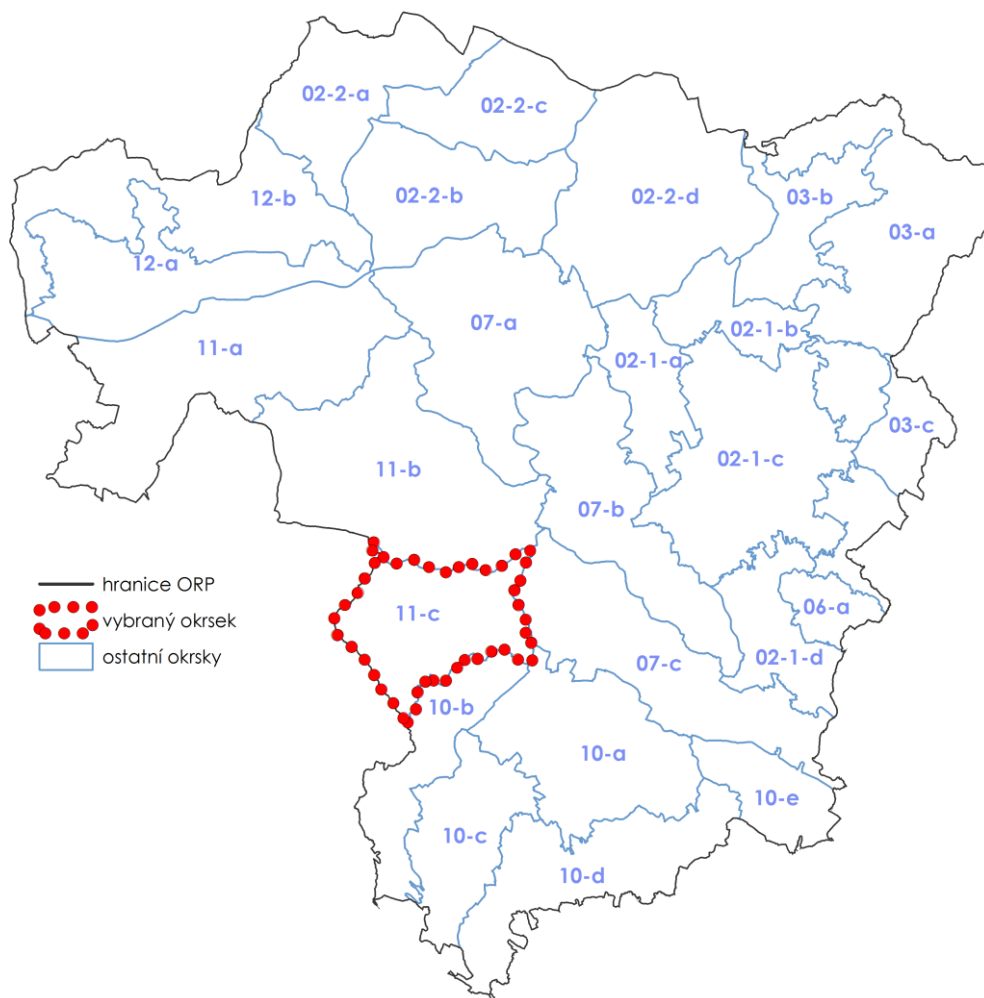 02-2-a
02-2-c
12-b
02-2-b
02-2-d
03-b
03-a
12-a
07-a
02-1-b
11-a
02-1-a
03-c
11-b
02-1-c
07-b
hranice ORP
vybraný okrsek
ostatní okrsky
11-c
06-a
07-c
02-1-d
10-b
10-a
10-e
10-c
10-d